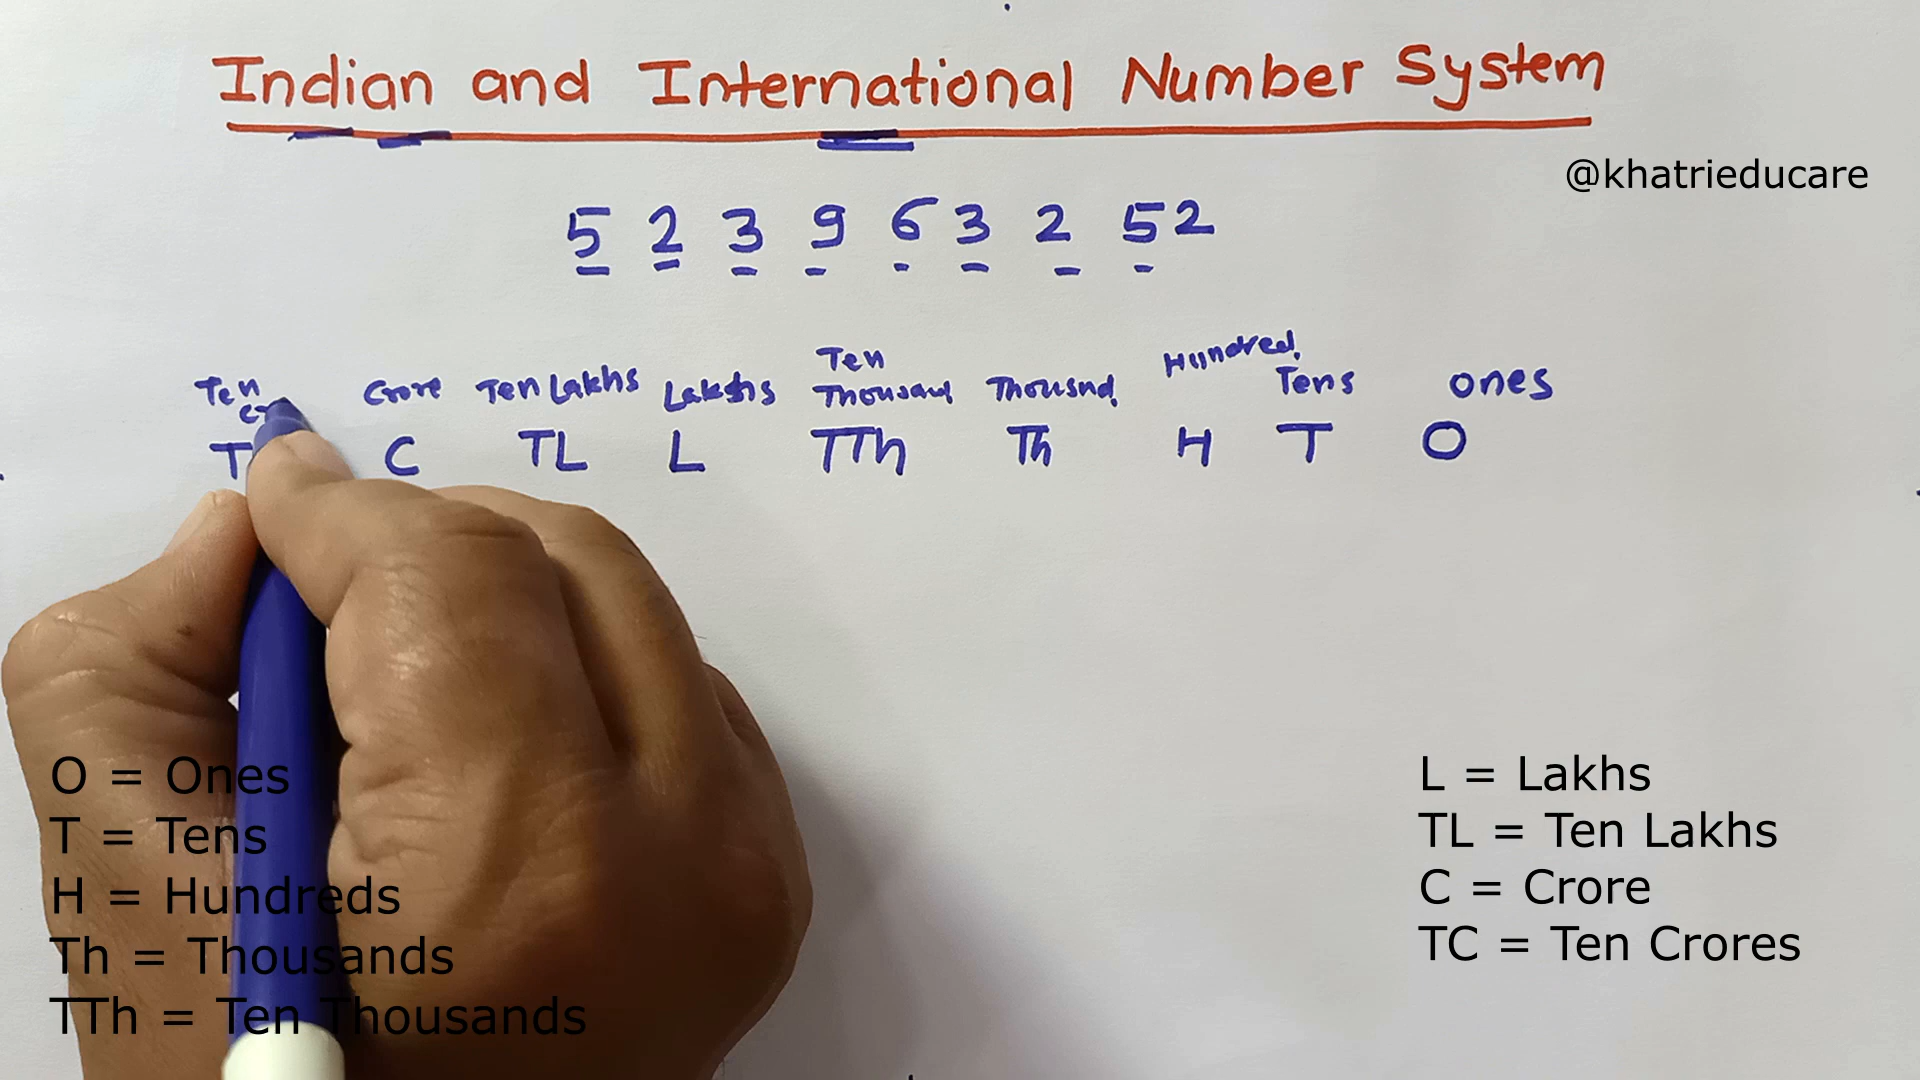 Indian and International Number System
@khatrieducare
5 2 3 9 6 3 2 5 2
Ten Crore Ten Lakhs Lakhs Ten Thousand Thousnd Hundred Tens ones
T C TL L TTh Th H T O
O = Ones
T = Tens
H = Hundreds
Th = Thousands
TTh = Ten Thousands
L = Lakhs
TL = Ten Lakhs
C = Crore
TC = Ten Crores